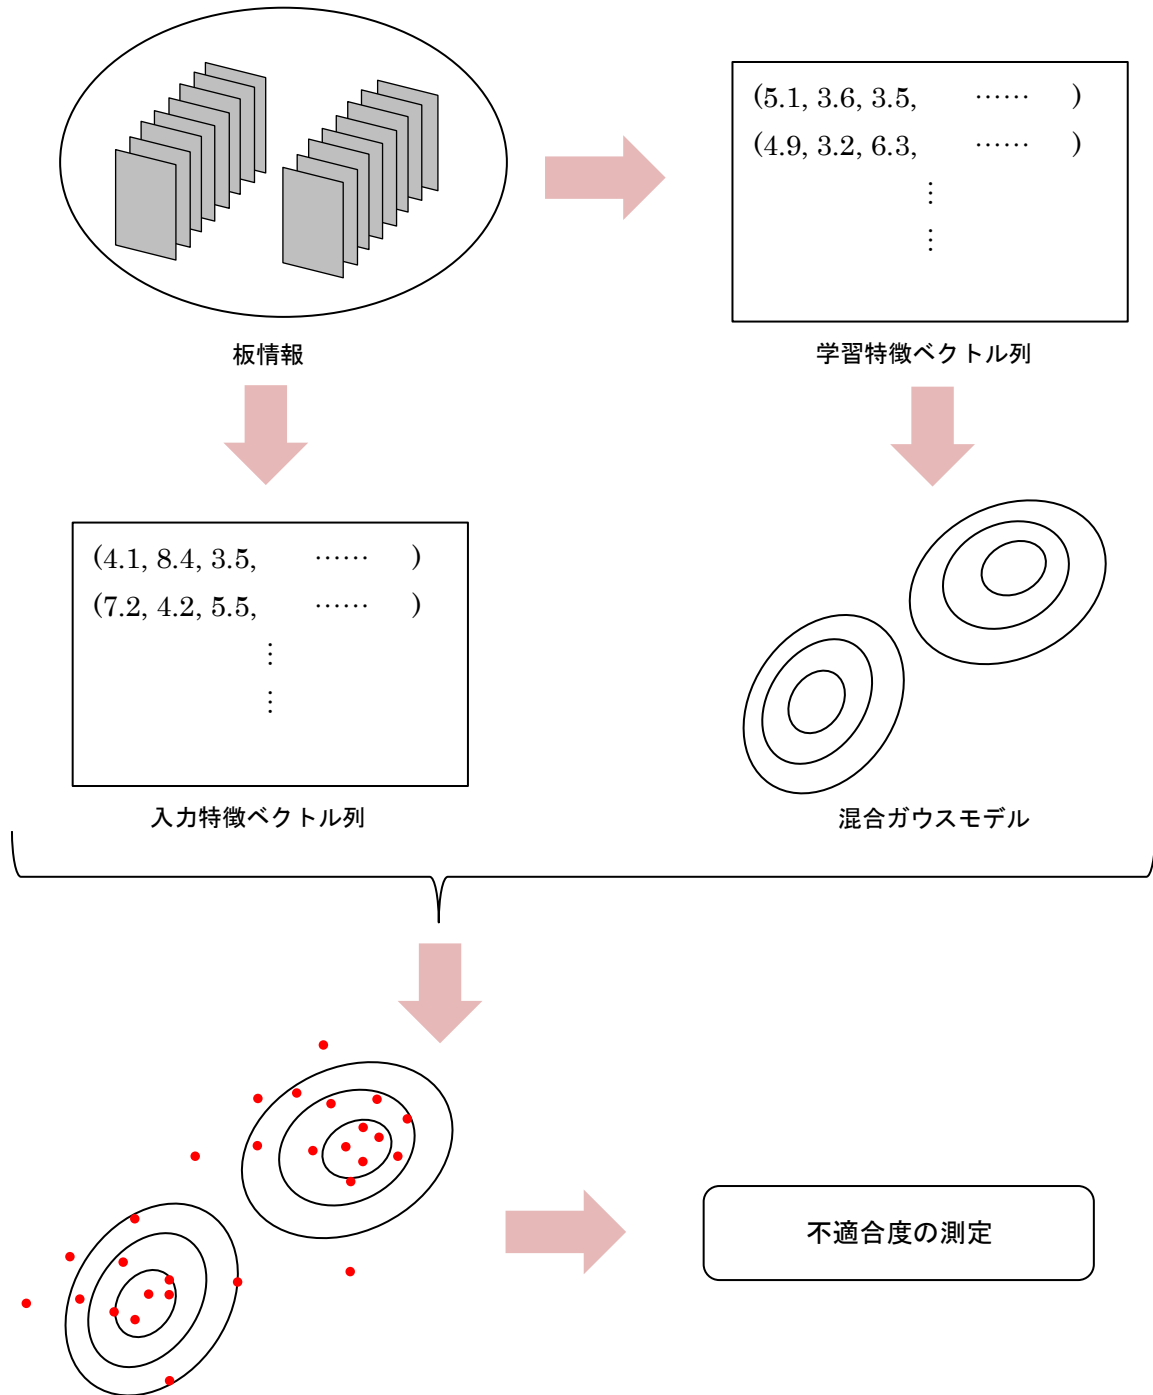 (5.1, 3.6, 3.5, …… )
(4.9, 3.2, 6.3, …… )
⋮
⋮
板情報
学習特徴ベクトル列
(4.1, 8.4, 3.5, …… )
(7.2, 4.2, 5.5, …… )
⋮
⋮
入力特徴ベクトル列
混合ガウスモデル
不適合度の測定